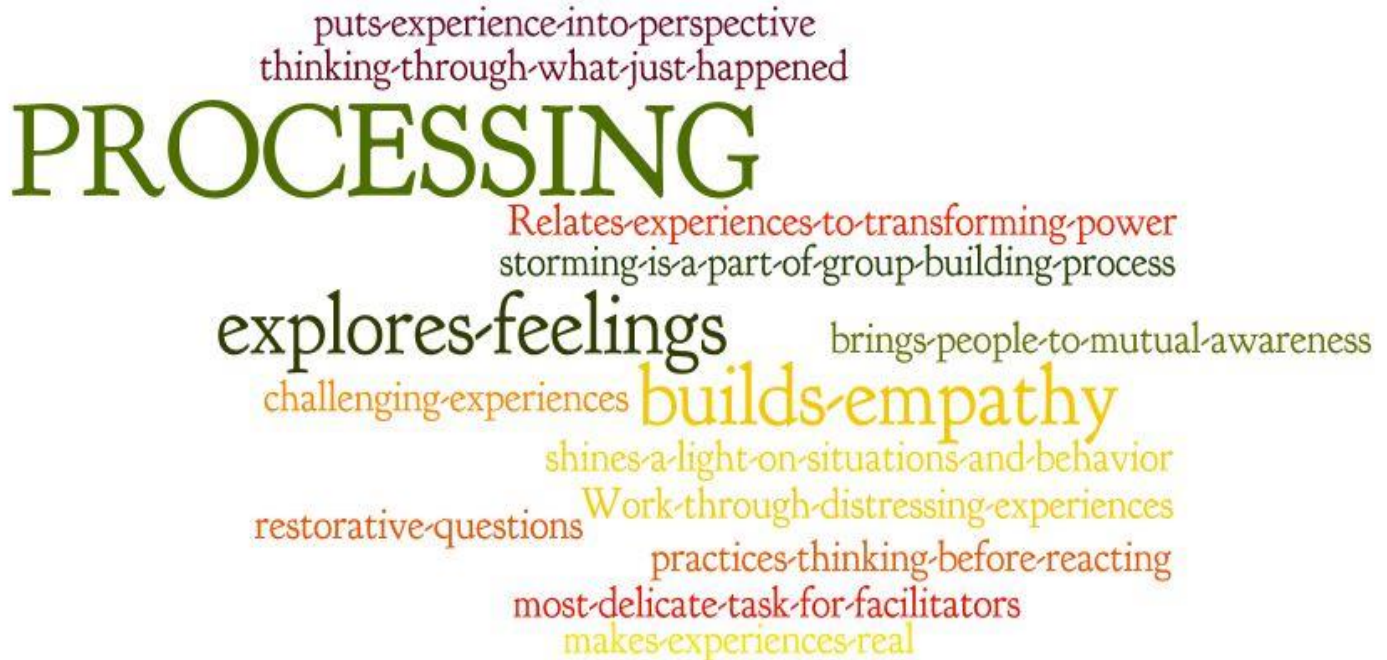 puts-experience-into-perspective
thinking-through-what-just-happened
PROCESSING
Relates-experiences-to-transforming-power
storming-is-a-part-of-group-building-process
explores-feelings
brings-people-to-mutual-awareness
challenging-experiences
builds-empathy
shines-a-light-on-situations-and-behavior
Work-through-distressing-experiences
restorative-questions
practices-thinking-before-reacting
most-delicate-task-for-facilitators
makes-experiences-real